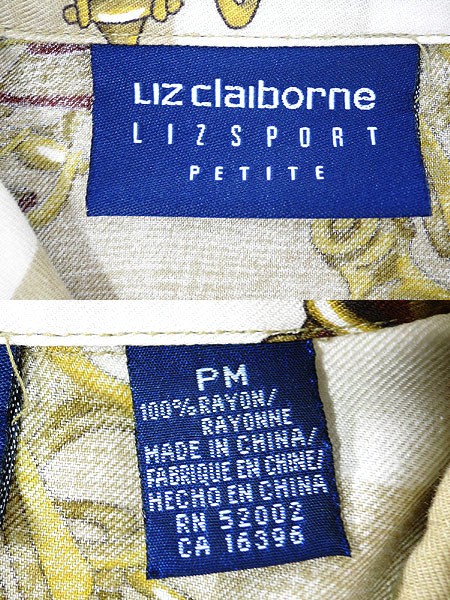 Liz claiborne
LIZSPORT
PETITE
PM
100% RAYON/
RAYONNE
MADE IN CHINA/
FABRIQUE EN CHINE/
HECHO EN CHINA
RN 52002
CA 16396